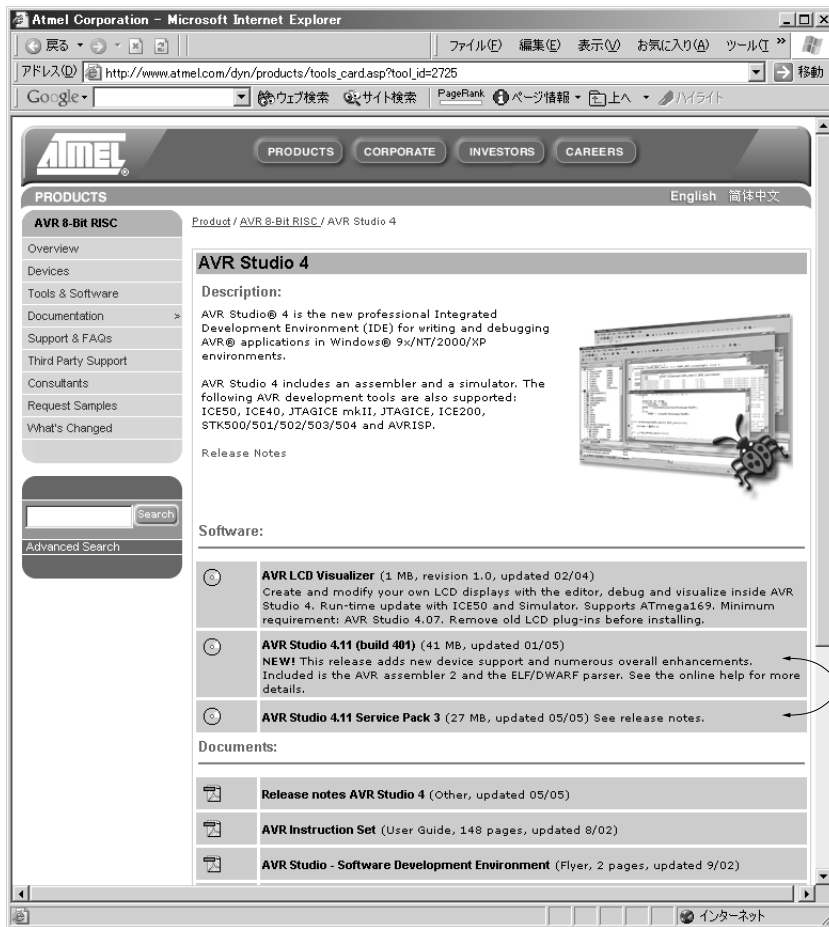 Atmel Corporation - Microsoft Internet Explorer
戻る
ファイル(F) 編集(E) 表示(V) お気に入り(A) ツール(T »
アドレス(D) http://www.atmel.com/dyn/products/tools_card.asp?tool_id=2725 移動
Google ウェブ検索 サイト検索 PageRank ページ情報 上へ ハイライト
ATMEL®
PRODUCTS CORPORATE INVESTORS CAREERS
PRODUCTS English 简体中文
AVR 8-Bit RISC
Overview
Devices
Tools & Software
Documentation »
Support & FAQs
Third Party Support
Consultants
Request Samples
What's Changed
Search
Advanced Search
Product / AVR 8-Bit RISC / AVR Studio 4
AVR Studio 4
Description:
AVR Studio® 4 is the new professional Integrated
Development Environment (IDE) for writing and debugging
AVR® applications in Windows® 9x/NT/2000/XP
environments.
AVR Studio 4 includes an assembler and a simulator. The
following AVR development tools are also supported:
ICE50, ICE40, JTAGICE mkII, JTAGICE, ICE200,
STK500/501/502/503/504 and AVRISP.
Release Notes
Software:
AVR LCD Visualizer (1 MB, revision 1.0, updated 02/04)
Create and modify your own LCD displays with the editor, debug and visualize inside AVR
Studio 4. Run-time update with ICE50 and Simulator. Supports ATmega169. Minimum
requirement: AVR Studio 4.07. Remove old LCD plug-ins before installing.
AVR Studio 4.11 (build 401) (41 MB, updated 01/05)
NEW! This release adds new device support and numerous overall enhancements.
Included is the AVR assembler 2 and the ELF/DWARF parser. See the online help for more
details.
AVR Studio 4.11 Service Pack 3 (27 MB, updated 05/05) See release notes.
Documents:
Release notes AVR Studio 4 (Other, updated 05/05)
AVR Instruction Set (User Guide, 148 pages, updated 8/02)
AVR Studio - Software Development Environment (Flyer, 2 pages, updated 9/02)
インターネット